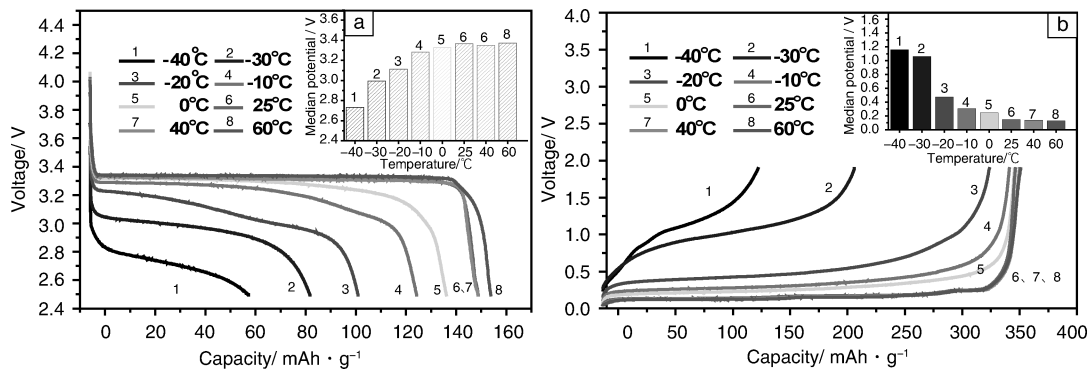 a
4.4
4.2
4.0
3.8
3.6
3.4
3.2
3.0
2.8
2.6
2.4
Voltage/ V
1 -40°C
2 -30°C
3 -20°C
4 -10°C
5 0°C
6 25°C
7 40°C
8 60°C
Median potential / V
3.6
3.4
3.2
3.0
2.8
2.6
2.4
1 2 3 4 5 6 6 8
-40 -30 -20 -10 0 25 40 60
Temperature/℃
1 2 3 4 5 6、7 8
0 20 40 60 80 100 120 140 160
Capacity/ mAh · g⁻¹
b
4.0
3.5
3.0
2.5
2.0
1.5
1.0
0.5
0.0
Voltage/ V
1 -40°C
2 -30°C
3 -20°C
4 -10°C
5 0°C
6 25°C
7 40°C
8 60°C
Median potential/ V
1.6
1.4
1.2
1.0
0.8
0.6
0.4
0.2
0.0
1 2 3 4 5 6 7 8
-40 -30 -20 -10 0 25 40 60
Temperature/℃
1 2 3 4 5 6、7、8
0 50 100 150 200 250 300 350 400
Capacity/ mAh · g⁻¹